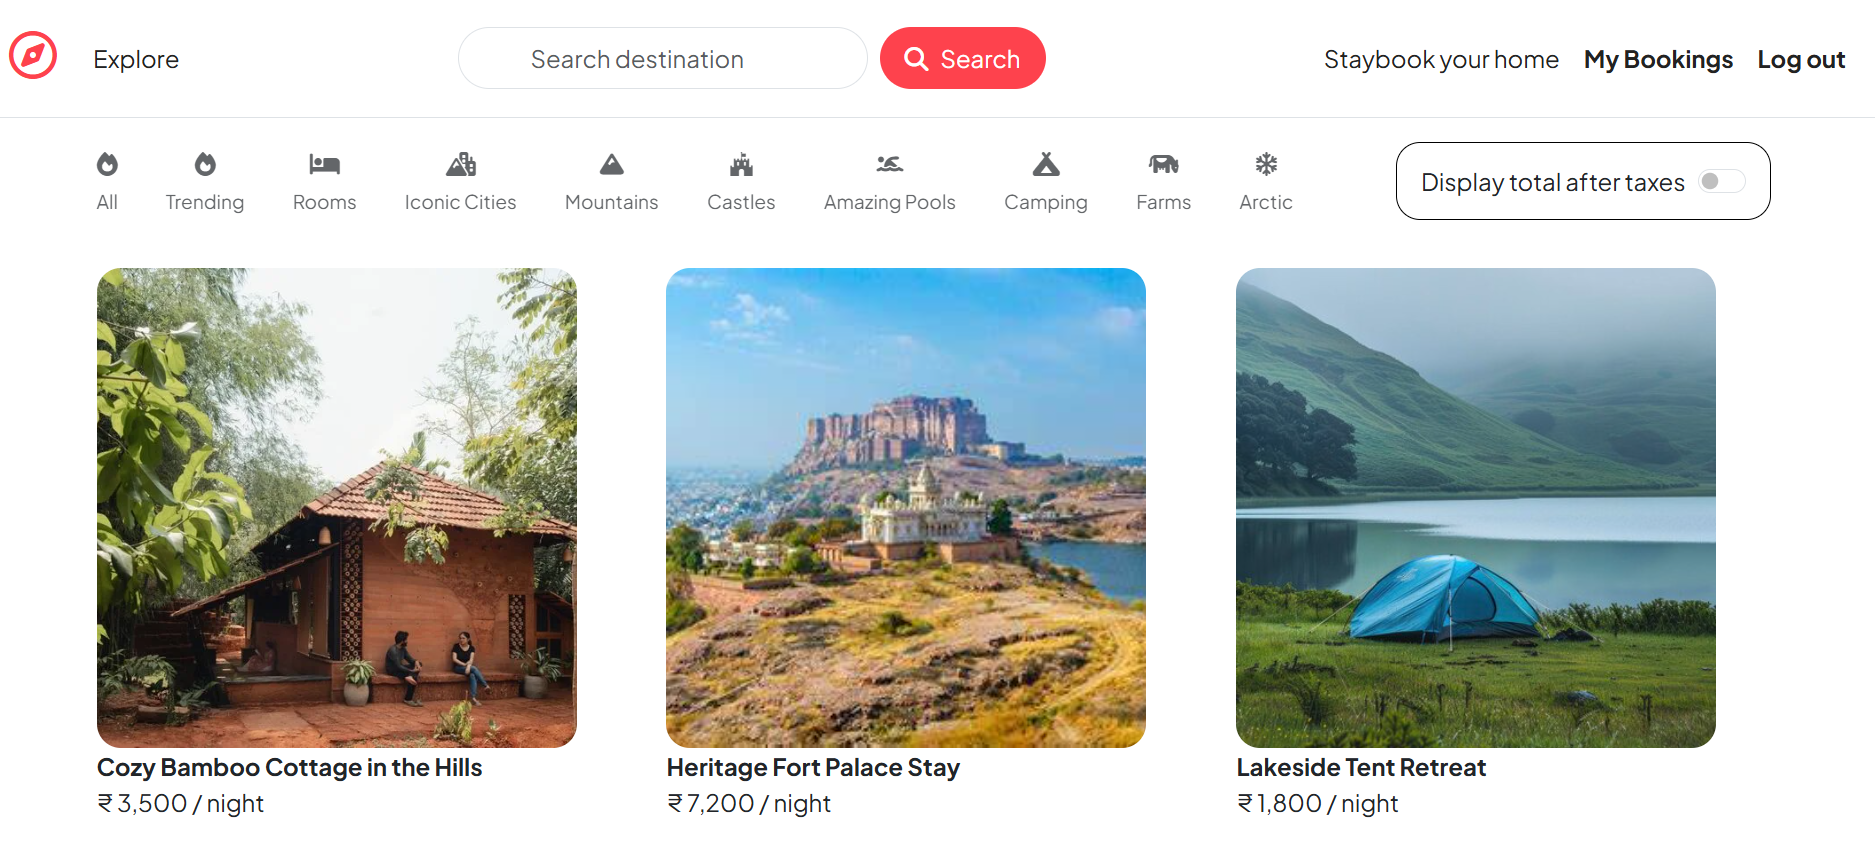 Explore
Search destination
Search
Staybook your home
My Bookings
Log out
All
Trending
Rooms
Iconic Cities
Mountains
Castles
Amazing Pools
Camping
Farms
Arctic
Display total after taxes
Cozy Bamboo Cottage in the Hills
₹ 3,500 / night
Heritage Fort Palace Stay
₹ 7,200 / night
Lakeside Tent Retreat
₹ 1,800 / night